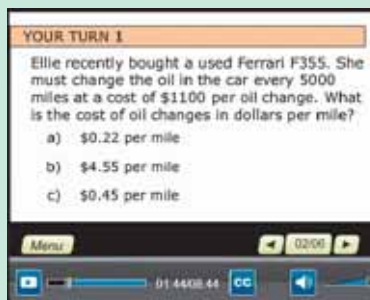 YOUR TURN 1
Ellie recently bought a used Ferrari F355. She
must change the oil in the car every 5000
miles at a cost of $1100 per oil change. What
is the cost of oil changes in dollars per mile?
a) $0.22 per mile
b) $4.55 per mile
c) $0.45 per mile
Menu
02/06
01:44/08:44
CC